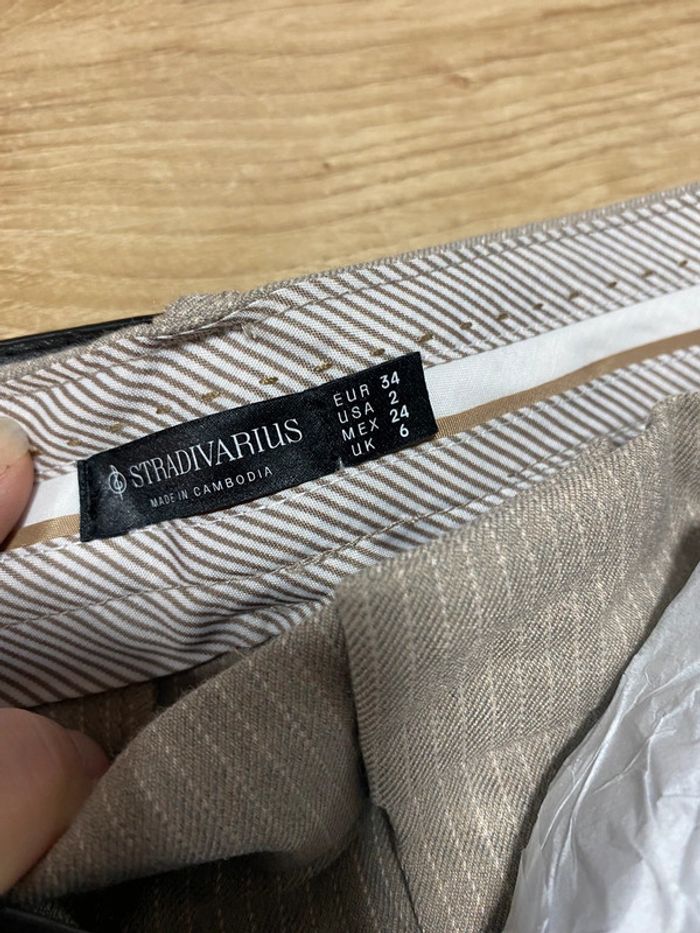 STRADIVARIUS
MADE IN CAMBODIA
EUR 34
USA 2
MEX 24
UK 6